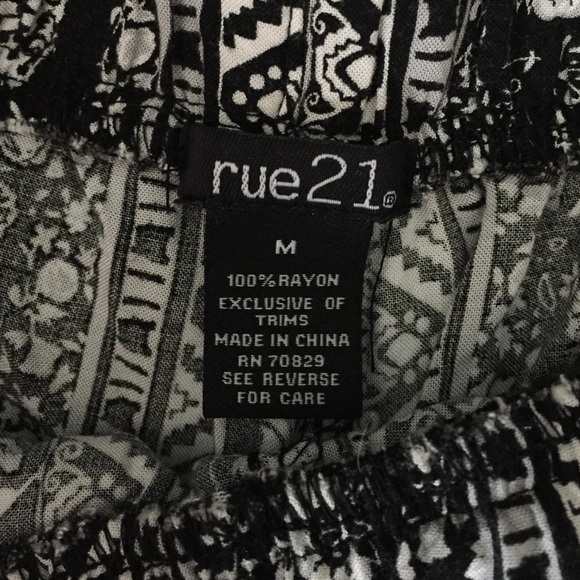 rue21®
M
100%RAYON
EXCLUSIVE OF
TRIMS
MADE IN CHINA
RN 70829
SEE REVERSE
FOR CARE